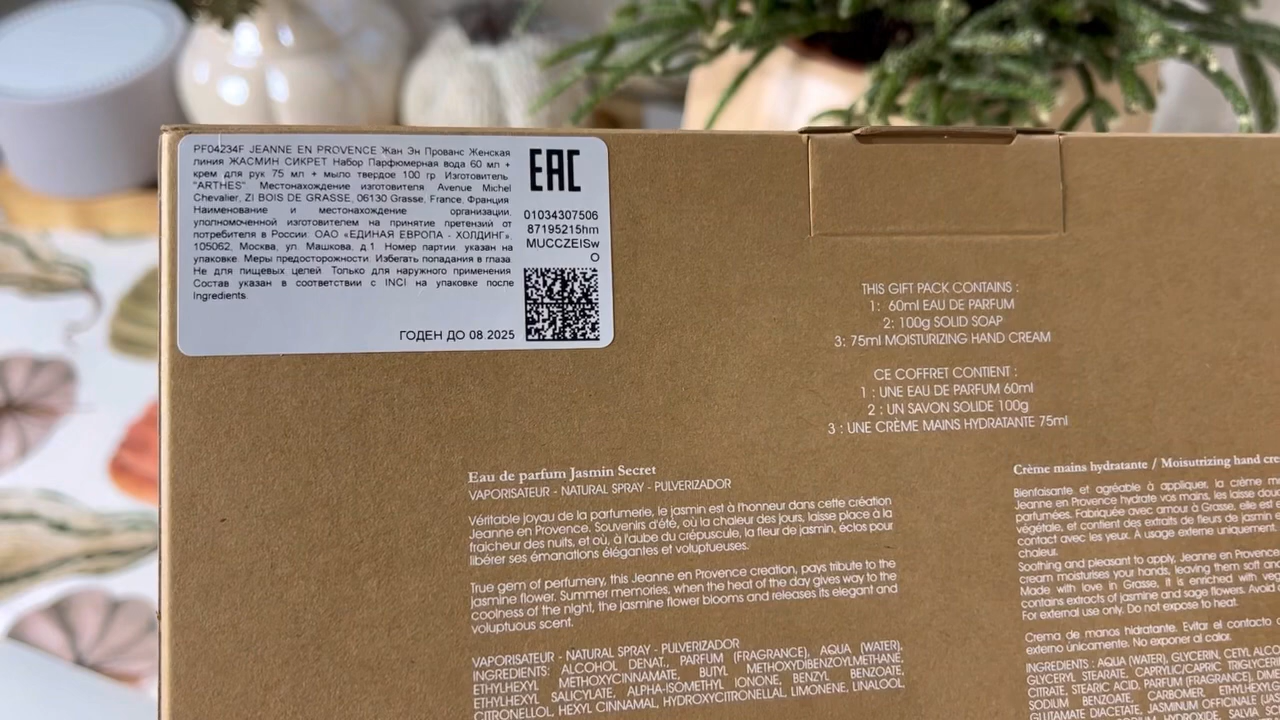 PF04234F JEANNE EN PROVENCE Жан Эн Прованс Женская
линия ЖАСМИН СИКРЕТ Набор Парфюмерная вода 60 мл +
крем для рук 75 мл + мыло твердое 100 гр. Изготовитель
"ARTHES". Местонахождение изготовителя Avenue Michel
Chevalier, ZI BOIS DE GRASSE, 06130 Grasse, France, Франция
Наименование и местонахождение организации,
уполномоченной изготовителем на принятие претензий от
потребителя в России: ОАО «ЕДИНАЯ ЕВРОПА - ХОЛДИНГ»,
105062, Москва, ул. Машкова, д.1. Номер партии указан на
упаковке. Меры предосторожности. Избегать попадания в глаза.
Не для пищевых целей. Только для наружного применения
Состав указан в соответствии с INCI на упаковке после
Ingredients.
ГОДЕН ДО 08.2025
EAC
01034307506
87195215hm
MUCCZEISw
O
THIS GIFT PACK CONTAINS :
1: 60ml EAU DE PARFUM
2: 100g SOLID SOAP
3: 75ml MOISTURIZING HAND CREAM
CE COFFRET CONTIENT :
1 : UNE EAU DE PARFUM 60ml
2 : UN SAVON SOLIDE 100g
3 : UNE CRÈME MAINS HYDRATANTE 75ml
Eau de parfum Jasmin Secret
VAPORISATEUR - NATURAL SPRAY - PULVERIZADOR
Véritable joyau de la parfumerie, le jasmin est à l'honneur dans cette création
Jeanne en Provence. Souvenirs d'été, où la chaleur des jours, laisse place à la
fraicheur des nuits, et où, à l'aube du crépuscule, la fleur de jasmin, éclos pour
libérer ses émanations élégantes et voluptueuses.
True gem of perfumery, this Jeanne en Provence creation, pays tribute to the
jasmine flower. Summer memories, when the heat of the day gives way to the
coolness of the night, the jasmine flower blooms and releases its elegant and
voluptuous scent.
VAPORISATEUR - NATURAL SPRAY - PULVERIZADOR
INGREDIENTS: ALCOHOL DENAT., PARFUM (FRAGRANCE), AQUA (WATER),
ETHYLHEXYL METHOXYCINNAMATE, BUTYL METHOXYDIBENZOYLMETHANE,
ETHYLHEXYL SALICYLATE, ALPHA-ISOMETHYL IONONE, BENZYL BENZOATE,
CITRONELLOL, HEXYL CINNAMAL, HYDROXYCITRONELLAL, LIMONENE, LINALOOL,
Crème mains hydratante / Moisutrizing hand
Bienfaisante et agréable à appliquer, la crème
Jeanne en Provence hydrate vos mains, les laisse
parfumées. Fabriquée avec amour à Grasse, elle est
végétale, et contient des extraits de fleurs de jasmin
contact avec les yeux. À usage externe uniquement.
chaleur.
Soothing and pleasant to apply, Jeanne en Provence
cream moisturises your hands, leaving them soft and
Made with love in Grasse, it is enriched with
contains extracts of jasmine and sage flowers. Avoid
For external use only. Do not expose to heat.
Crema de manos hidratante. Evitar el contacto
externo únicamente. No exponer al calor.
INGREDIENTS : AQUA (WATER), GLYCERIN, CETYL
GLYCERYL STEARATE, CAPRYLIC/CAPRIC
CITRATE, STEARIC ACID, PARFUM (FRAGRANCE),
SODIUM BENZOATE, CARBOMER,
GLUTAMATE DIACETATE, JASMINUM OFFICINALE
HYDROXIDE, SALVIA